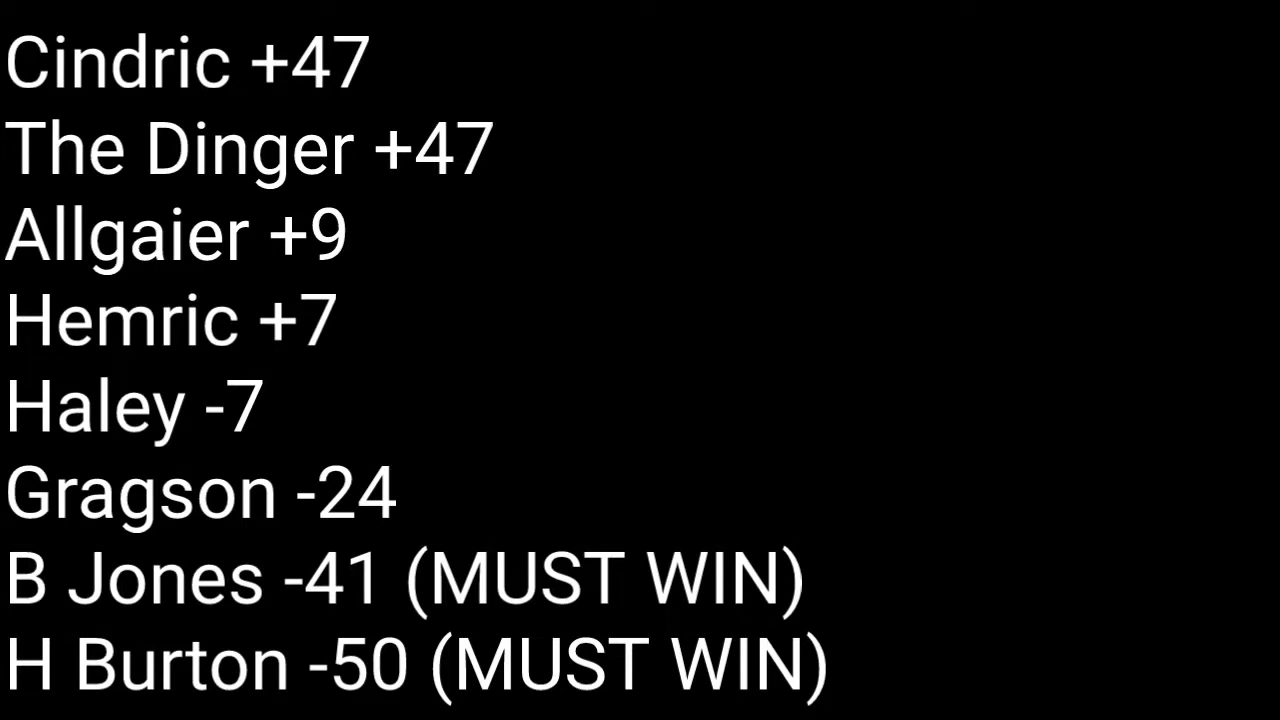 Cindric +47
The Dinger +47
Allgaier +9
Hemric +7
Haley -7
Gragson -24
B Jones -41 (MUST WIN)
H Burton -50 (MUST WIN)